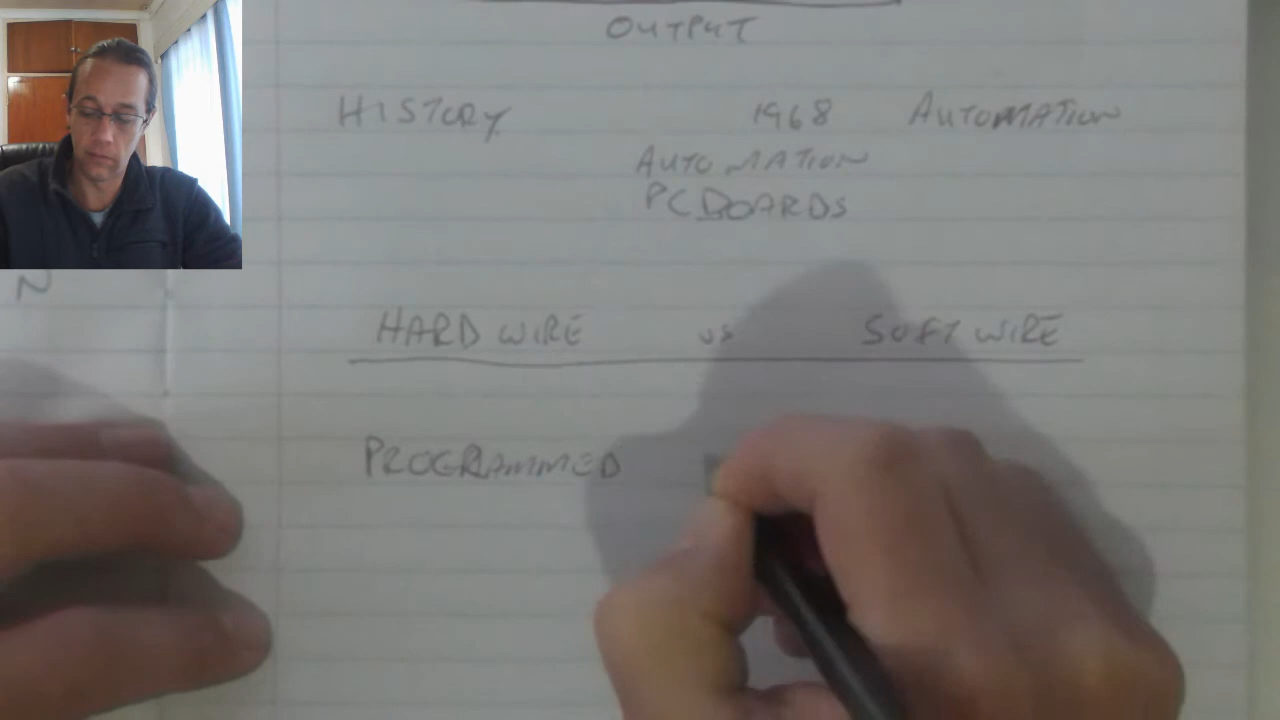 OUTPUT
HISTORY 1968 AUTOMATION
AUTOMATION
PC BOARDS
N
HARD WIRE vs SOFT WIRE
PROGRAMMED